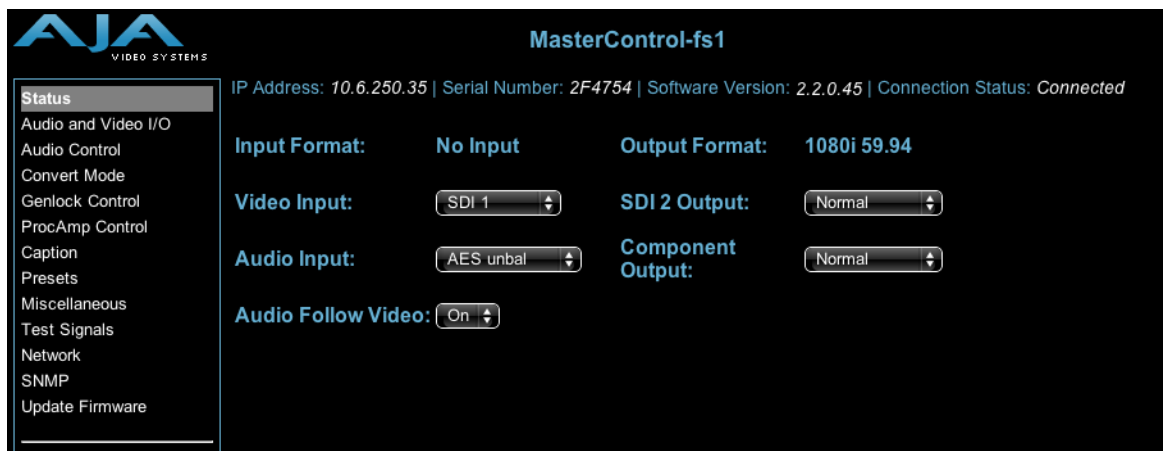 AJA
VIDEO SYSTEMS
MasterControl-fs1
IP Address: 10.6.250.35 | Serial Number: 2F4754 | Software Version: 2.2.0.45 | Connection Status: Connected
Status
Audio and Video I/O
Audio Control
Convert Mode
Genlock Control
ProcAmp Control
Caption
Presets
Miscellaneous
Test Signals
Network
SNMP
Update Firmware
Input Format: No Input Output Format: 1080i 59.94
Video Input: SDI 1 SDI 2 Output: Normal
Audio Input: AES unbal Component Output: Normal
Audio Follow Video: On